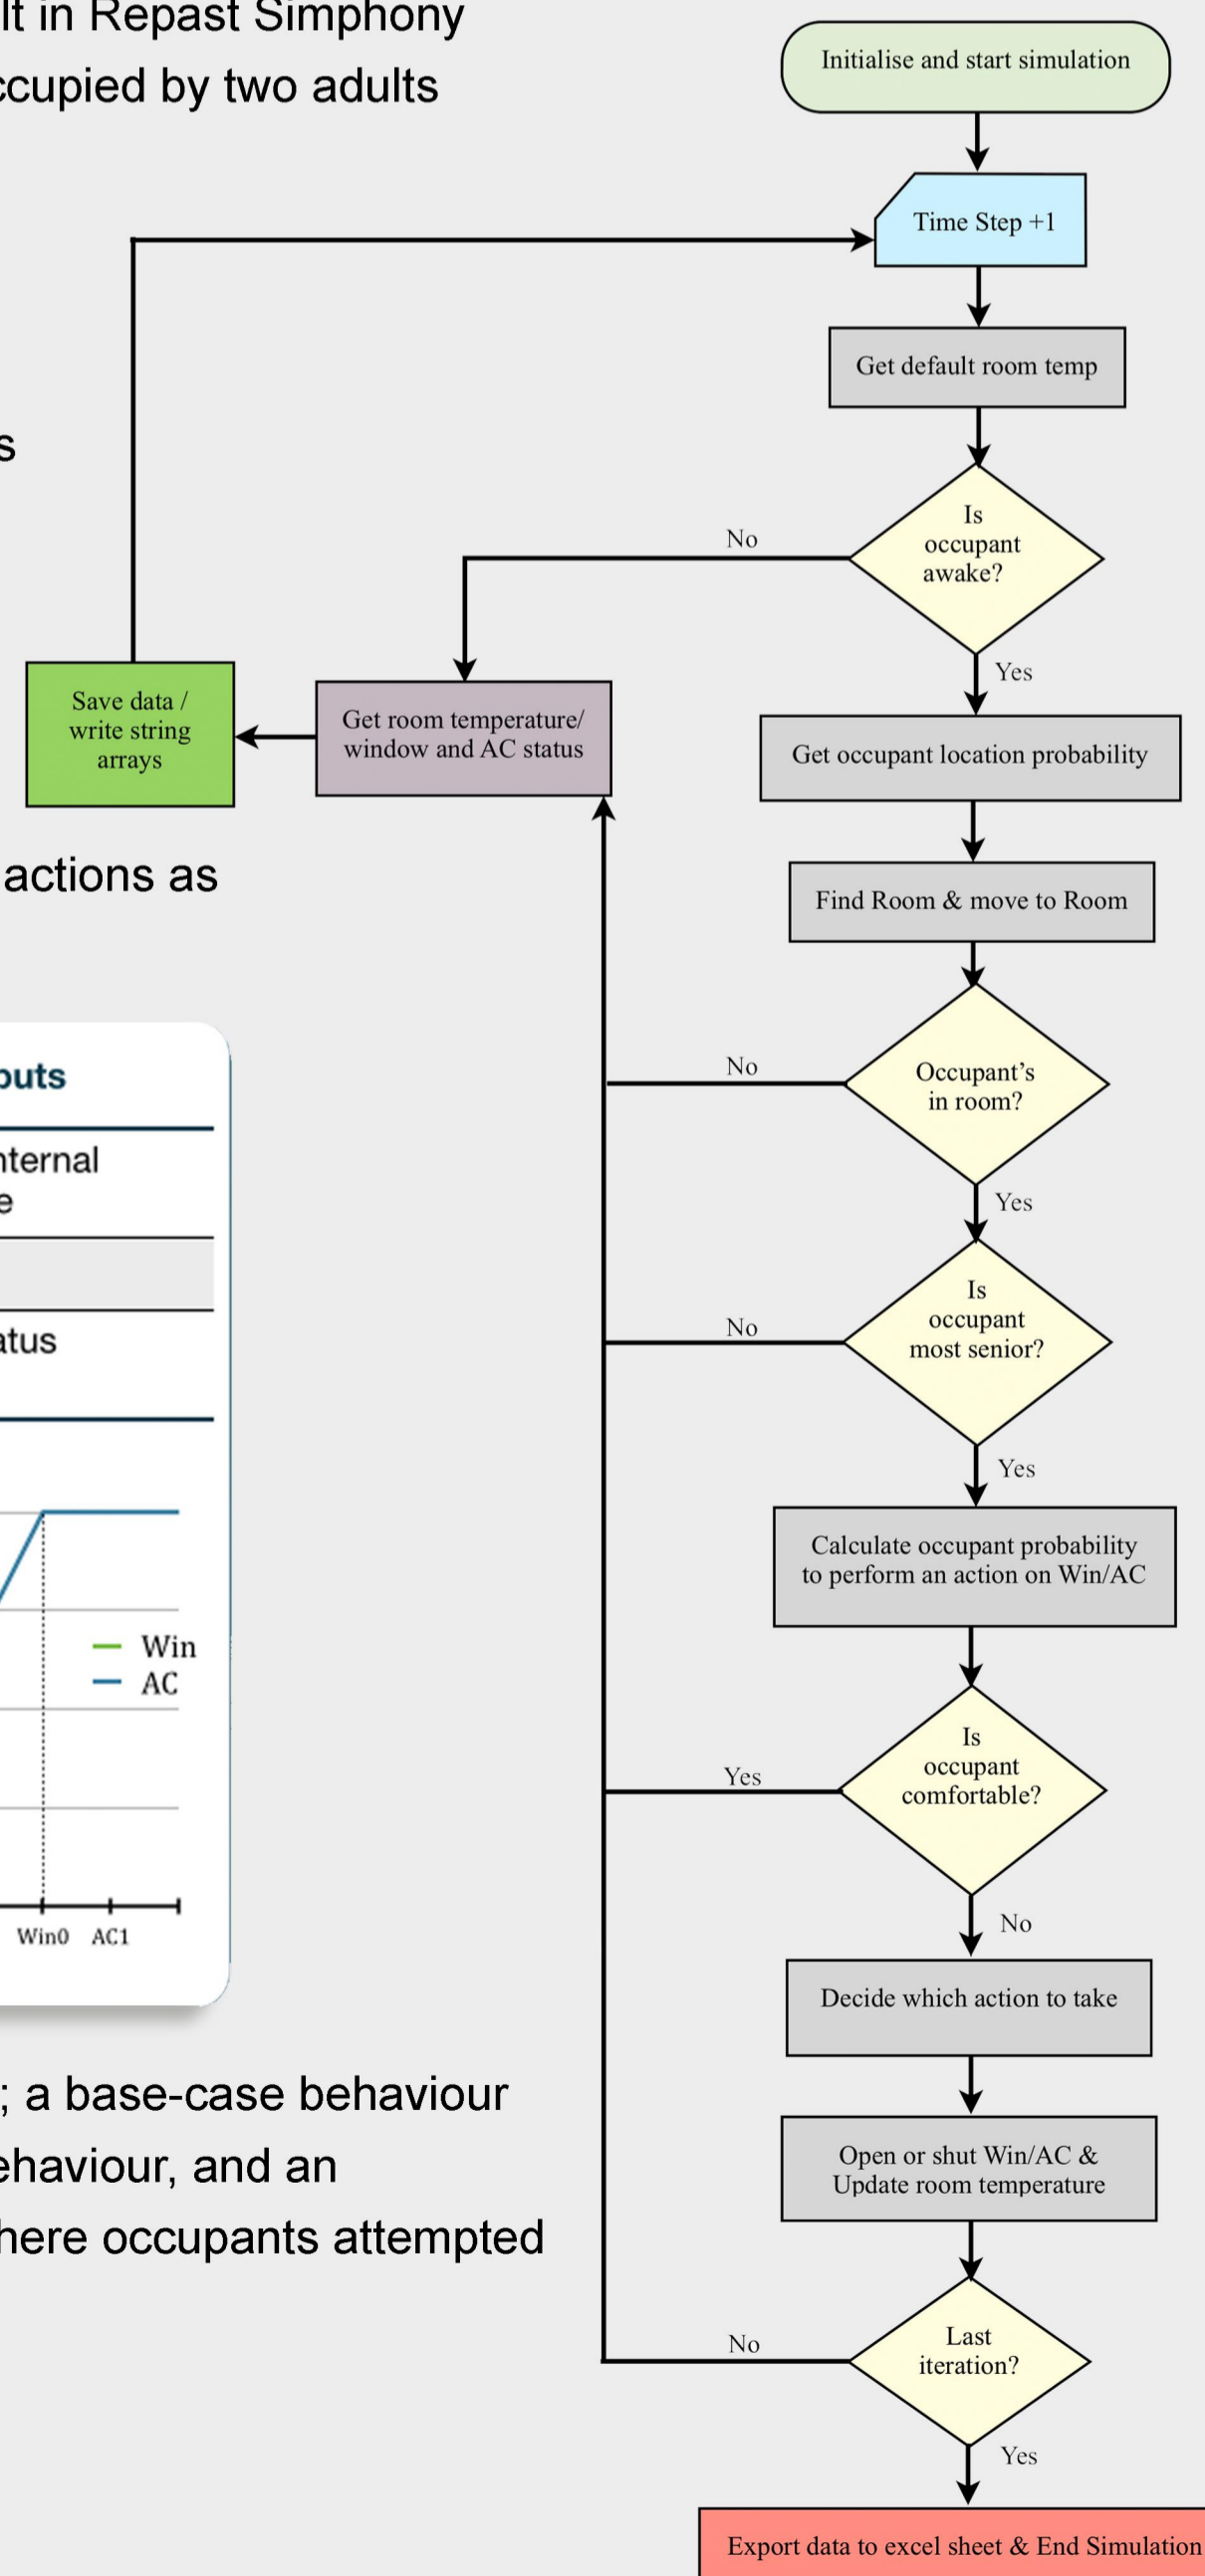 lt in Repast Simphony
ccupied by two adults
s
actions as
puts
nternal
e
atus
Win
AC
Win0 AC1
; a base-case behaviour
ehaviour, and an
here occupants attempted
Initialise and start simulation
Time Step +1
Get default room temp
Is
occupant
awake?
No
Yes
Get room temperature/
window and AC status
Save data /
write string
arrays
Get occupant location probability
Find Room & move to Room
Occupant's
in room?
No
Yes
Is
occupant
most senior?
No
Yes
Calculate occupant probability
to perform an action on Win/AC
Is
occupant
comfortable?
Yes
No
Decide which action to take
Open or shut Win/AC &
Update room temperature
Last
iteration?
No
Yes
Export data to excel sheet & End Simulation